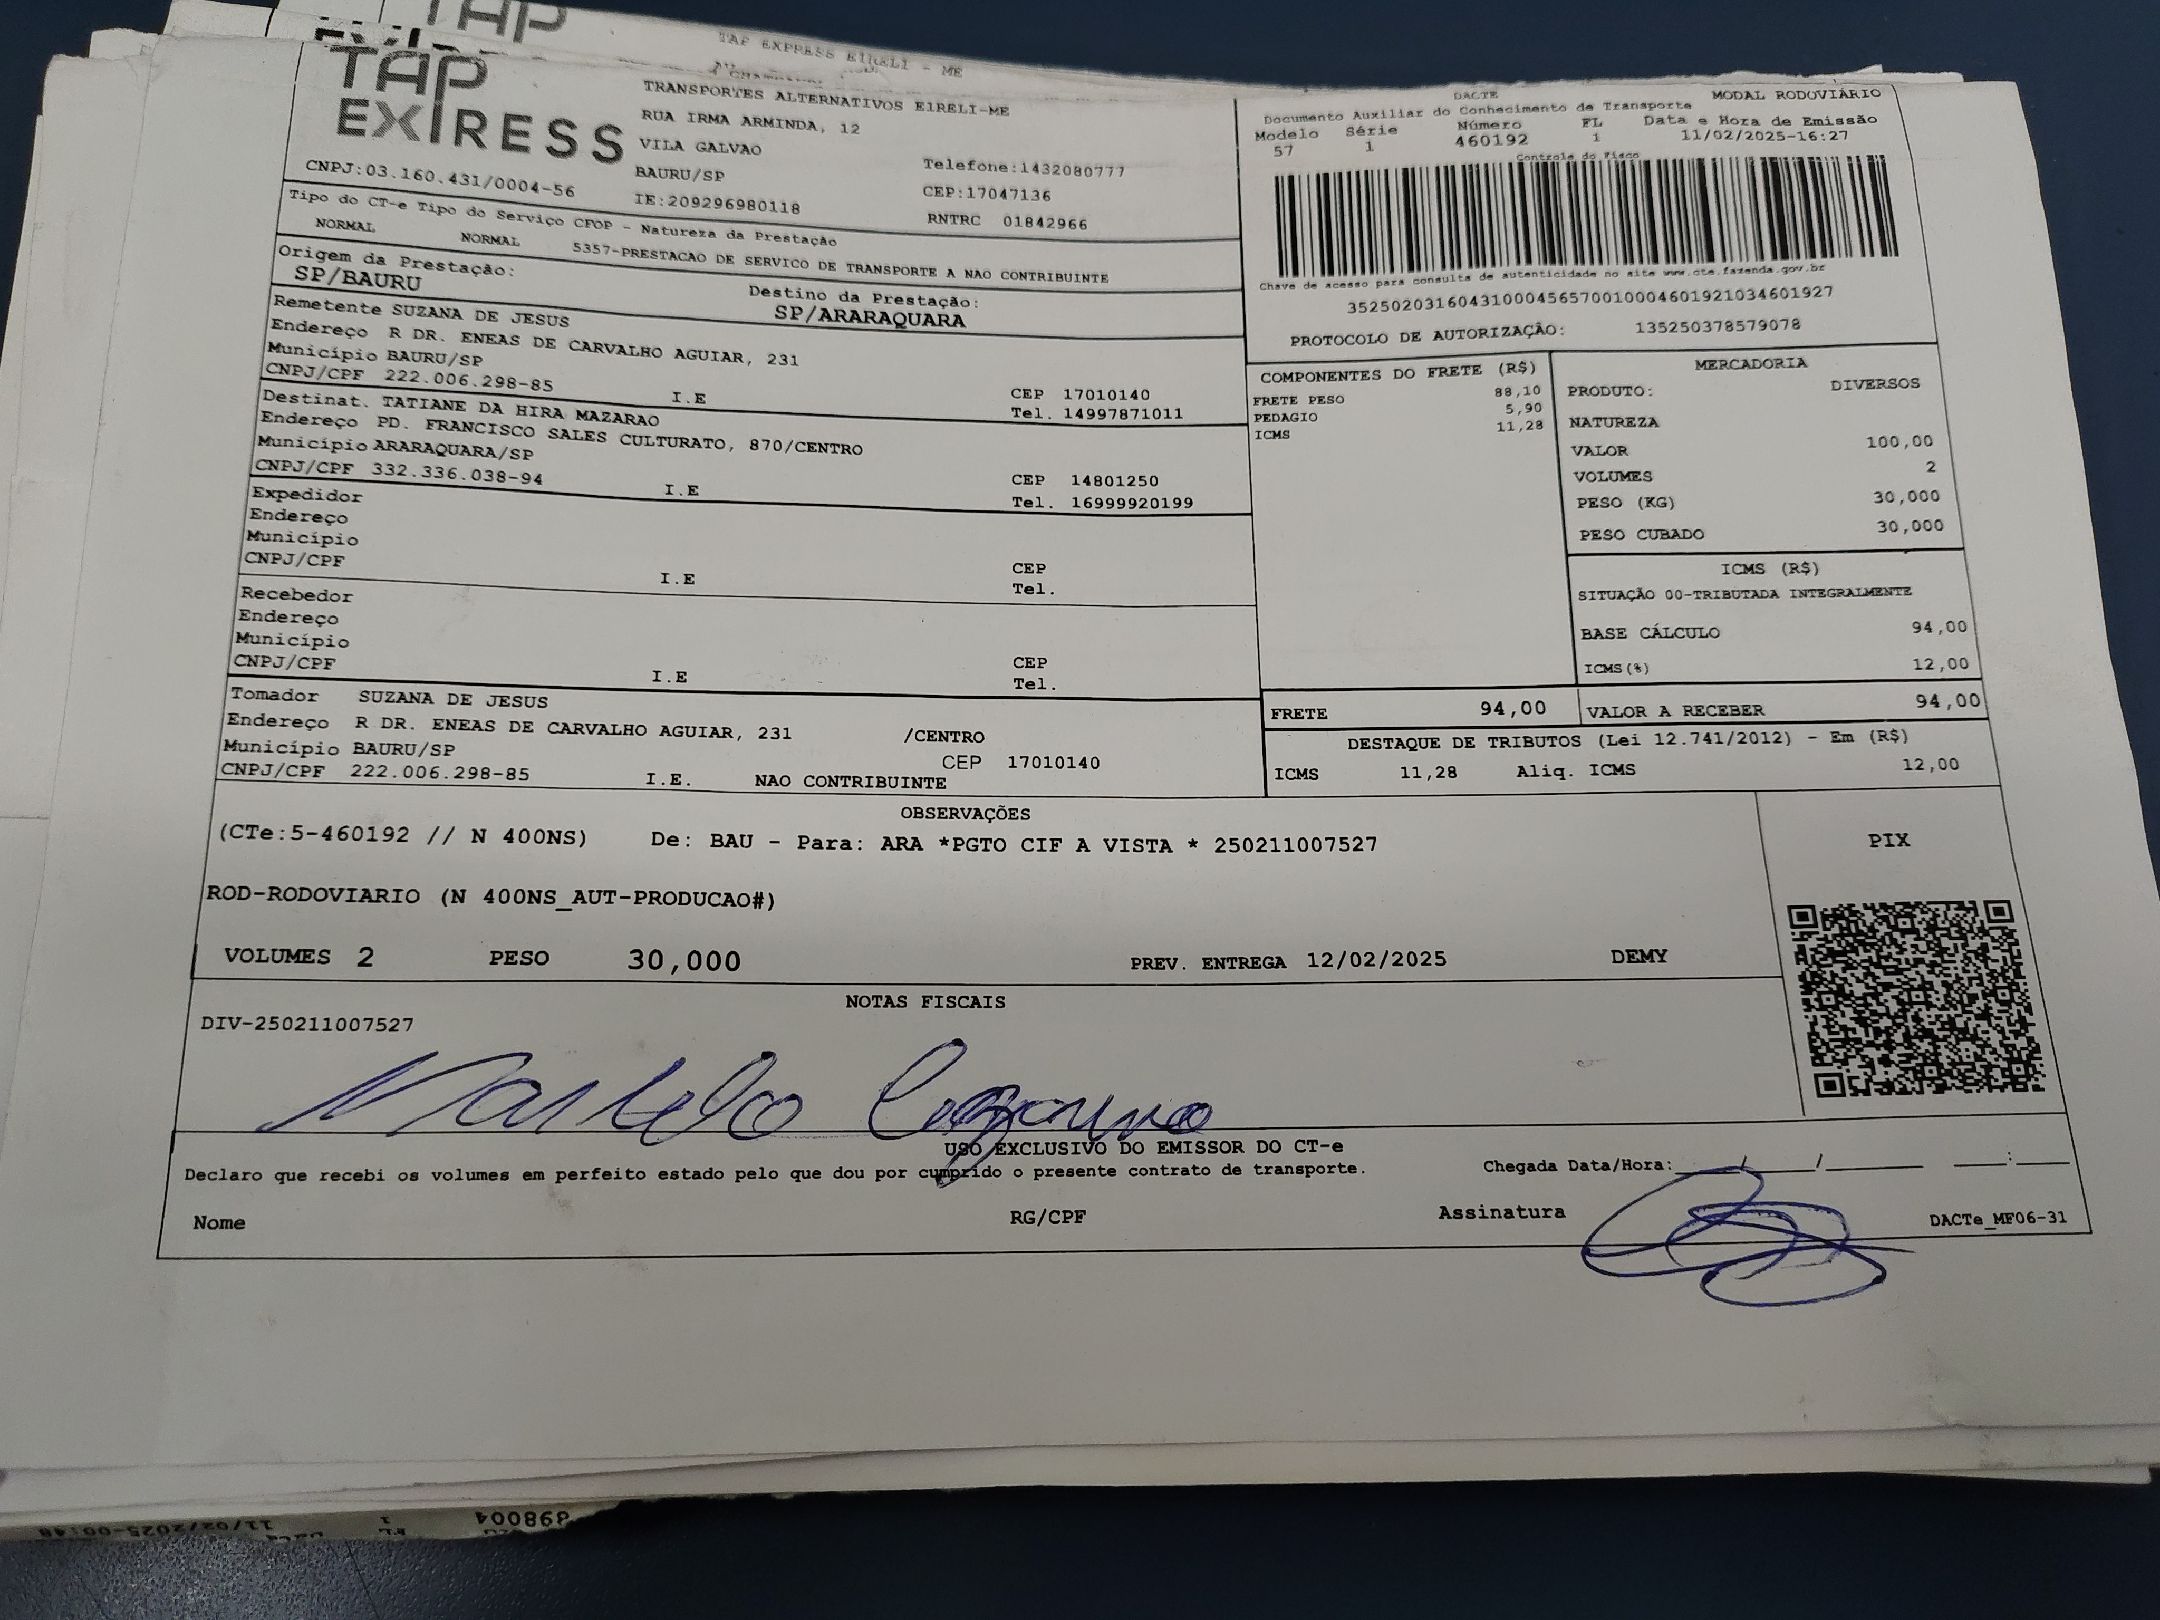 TAP
TAP EXPRESS EIRELI - ME
TAP
EXPRESS
TRANSPORTES ALTERNATIVOS EIRELI-ME
RUA IRMA ARMINDA, 12
VILA GALVAO
BAURU/SP
Telefone:1432080777
CEP:17047136
CNPJ:03.160.431/0004-56
IE:209296980118
RNTRC 01842966
DACTE
MODAL RODOVIÁRIO
Documento Auxiliar do Conhecimento de Transporte
Modelo Série Número FL Data e Hora de Emissão
57 1 460192 1 11/02/2025-16:27
Controle do Fisco
Chave de acesso para consulta de autenticidade no site www.cte.fazenda.gov.br
35250203160431000456570010004601921034601927
PROTOCOLO DE AUTORIZAÇÃO: 135250378579078
Tipo do CT-e Tipo do Serviço CFOP - Natureza da Prestação
NORMAL NORMAL 5357-PRESTACAO DE SERVICO DE TRANSPORTE A NAO CONTRIBUINTE
Origem da Prestação: Destino da Prestação:
SP/BAURU SP/ARARAQUARA
Remetente SUZANA DE JESUS
Endereço R DR. ENEAS DE CARVALHO AGUIAR, 231
Município BAURU/SP CEP 17010140
CNPJ/CPF 222.006.298-85 I.E Tel. 14997871011
Destinat. TATIANE DA HIRA MAZARAO
Endereço PD. FRANCISCO SALES CULTURATO, 870/CENTRO
Município ARARAQUARA/SP CEP 14801250
CNPJ/CPF 332.336.038-94 I.E Tel. 16999920199
Expedidor
Endereço
Município CEP
CNPJ/CPF I.E Tel.
Recebedor
Endereço
Município CEP
CNPJ/CPF I.E Tel.
Tomador SUZANA DE JESUS
Endereço R DR. ENEAS DE CARVALHO AGUIAR, 231 /CENTRO
Município BAURU/SP CEP 17010140
CNPJ/CPF 222.006.298-85 I.E. NAO CONTRIBUINTE
COMPONENTES DO FRETE (R$)
FRETE PESO 88,10
PEDAGIO 5,90
ICMS 11,28
MERCADORIA
PRODUTO: DIVERSOS
NATUREZA
VALOR 100,00
VOLUMES 2
PESO (KG) 30,000
PESO CUBADO 30,000
ICMS (R$)
SITUAÇÃO 00-TRIBUTADA INTEGRALMENTE
BASE CÁLCULO 94,00
ICMS(%) 12,00
FRETE 94,00 VALOR A RECEBER 94,00
DESTAQUE DE TRIBUTOS (Lei 12.741/2012) - Em (R$)
ICMS 11,28 Aliq. ICMS 12,00
OBSERVAÇÕES
(CTe:5-460192 // N 400NS) De: BAU - Para: ARA *PGTO CIF A VISTA * 250211007527
PIX
ROD-RODOVIARIO (N 400NS_AUT-PRODUCAO#)
VOLUMES 2 PESO 30,000 PREV. ENTREGA 12/02/2025 DEMY
NOTAS FISCAIS
DIV-250211007527
USO EXCLUSIVO DO EMISSOR DO CT-e
Declaro que recebi os volumes em perfeito estado pelo que dou por cumprido o presente contrato de transporte. Chegada Data/Hora:___/___/______ ___:___
Nome RG/CPF Assinatura DACTe_MF06-31
898004